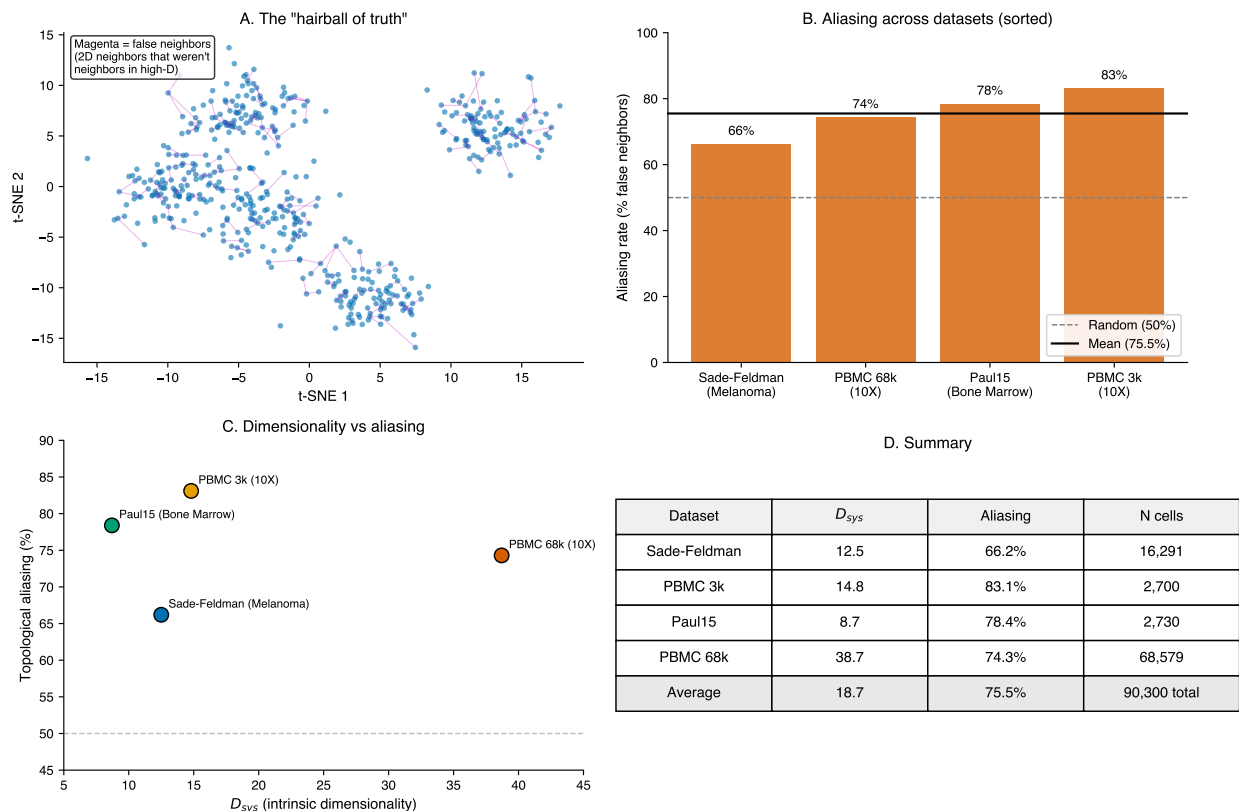 A. The "hairball of truth"
Magenta = false neighbors
(2D neighbors that weren't
neighbors in high-D)
15
10
5
0
−5
−10
−15
t-SNE 2
−15
−10
−5
0
5
10
15
t-SNE 1
B. Aliasing across datasets (sorted)
100
80
60
40
20
0
Aliasing rate (% false neighbors)
66%
74%
78%
83%
Random (50%)
Mean (75.5%)
Sade-Feldman
(Melanoma)
PBMC 68k
(10X)
Paul15
(Bone Marrow)
PBMC 3k
(10X)
C. Dimensionality vs aliasing
90
85
80
75
70
65
60
55
50
45
Topological aliasing (%)
PBMC 3k (10X)
Paul15 (Bone Marrow)
PBMC 68k (10X)
Sade-Feldman (Melanoma)
5
10
15
20
25
30
35
40
45
D_sys (intrinsic dimensionality)
D. Summary
Dataset D_sys Aliasing N cells
Sade-Feldman 12.5 66.2% 16,291
PBMC 3k 14.8 83.1% 2,700
Paul15 8.7 78.4% 2,730
PBMC 68k 38.7 74.3% 68,579
Average 18.7 75.5% 90,300 total